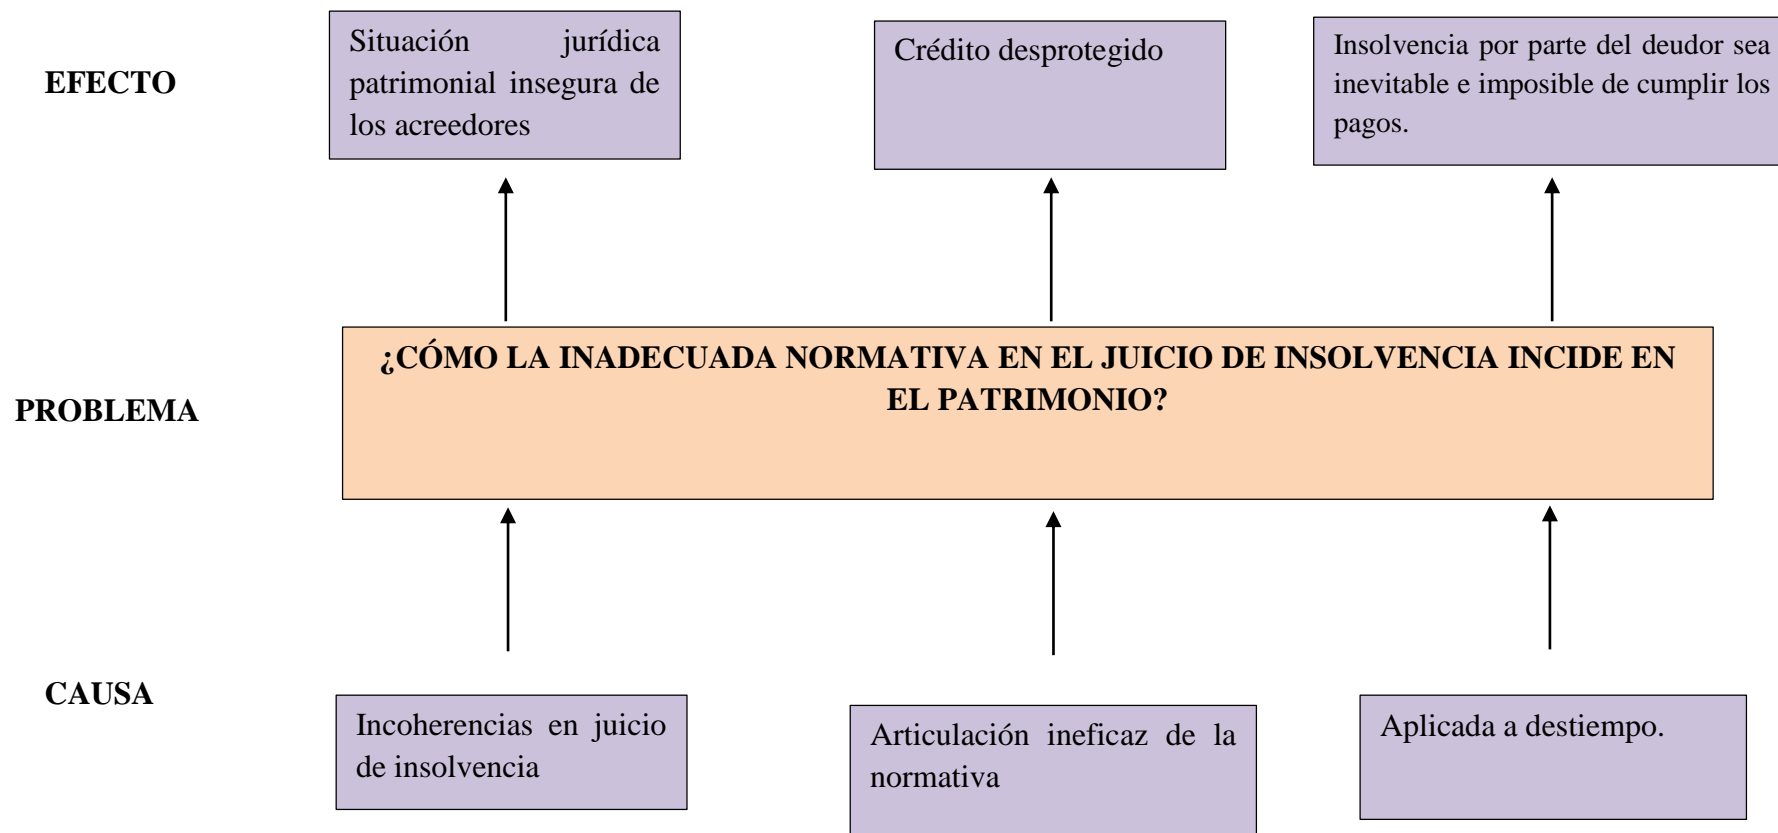 EFECTO
Situación jurídica
patrimonial insegura de
los acreedores
Crédito desprotegido
Insolvencia por parte del deudor sea
inevitable e imposible de cumplir los
pagos.
PROBLEMA
¿CÓMO LA INADECUADA NORMATIVA EN EL JUICIO DE INSOLVENCIA INCIDE EN
EL PATRIMONIO?
CAUSA
Incoherencias en juicio
de insolvencia
Articulación ineficaz de la
normativa
Aplicada a destiempo.